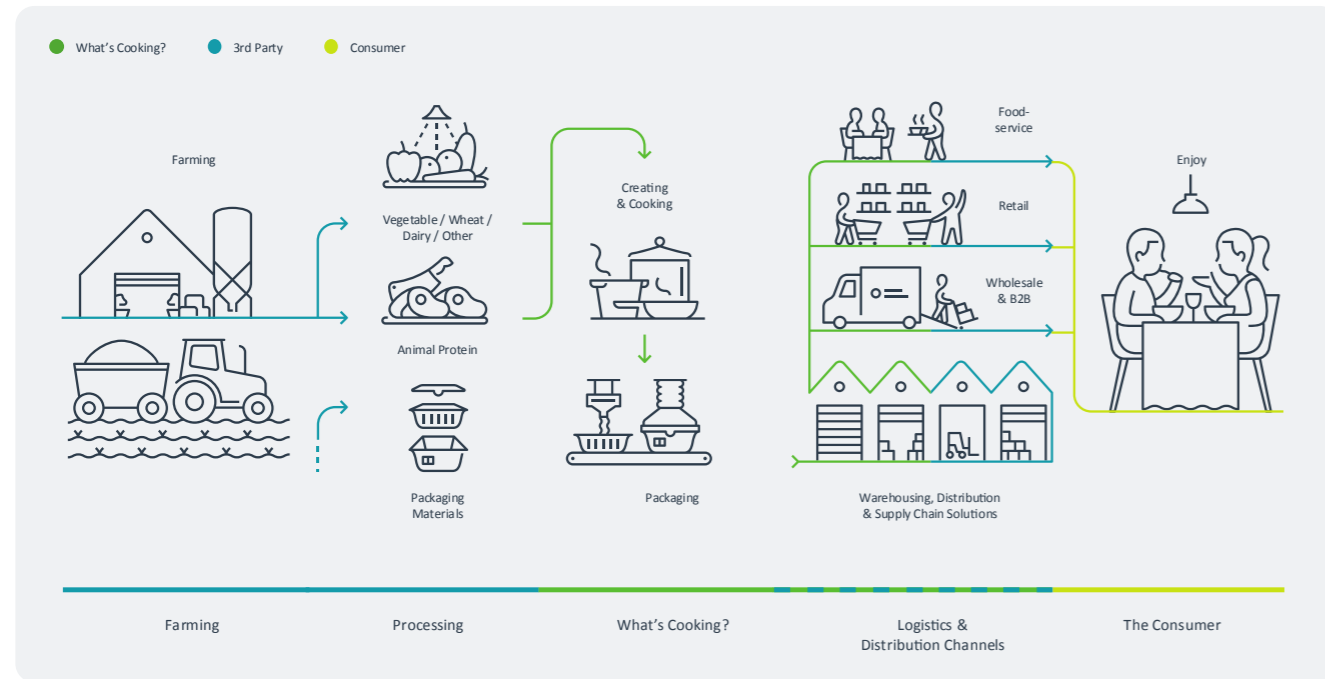 What's Cooking?
3rd Party
Consumer
Farming
Vegetable / Wheat /
Dairy / Other
Animal Protein
Packaging
Materials
Creating
& Cooking
Packaging
Food-
service
Retail
Wholesale
& B2B
Warehousing, Distribution
& Supply Chain Solutions
Enjoy
Farming
Processing
What's Cooking?
Logistics &
Distribution Channels
The Consumer